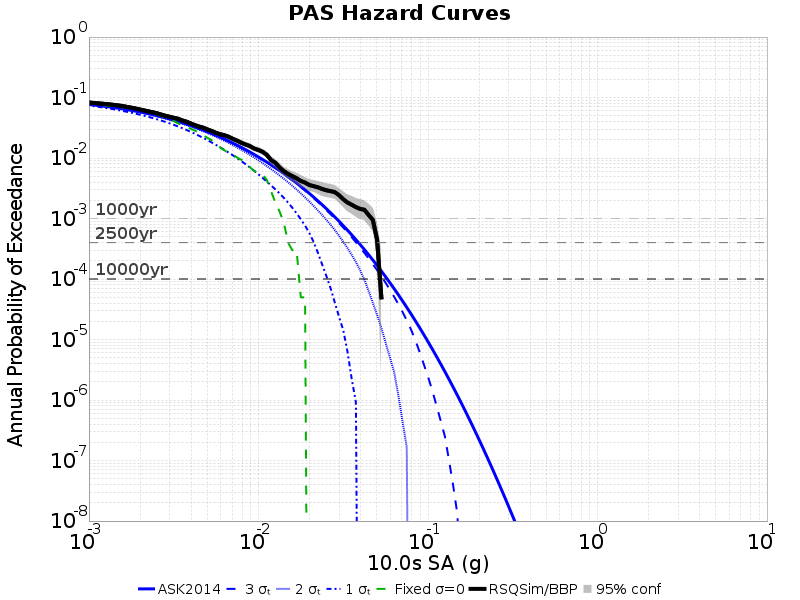 PAS Hazard Curves
Annual Probability of Exceedance
10^0
10^-1
10^-2
10^-3
10^-4
10^-5
10^-6
10^-7
10^-8
1000yr
2500yr
10000yr
10^-3 10^-2 10^-1 10^0 10^1
10.0s SA (g)
ASK2014 3 σₜ 2 σₜ 1 σₜ Fixed σ=0 RSQSim/BBP 95% conf